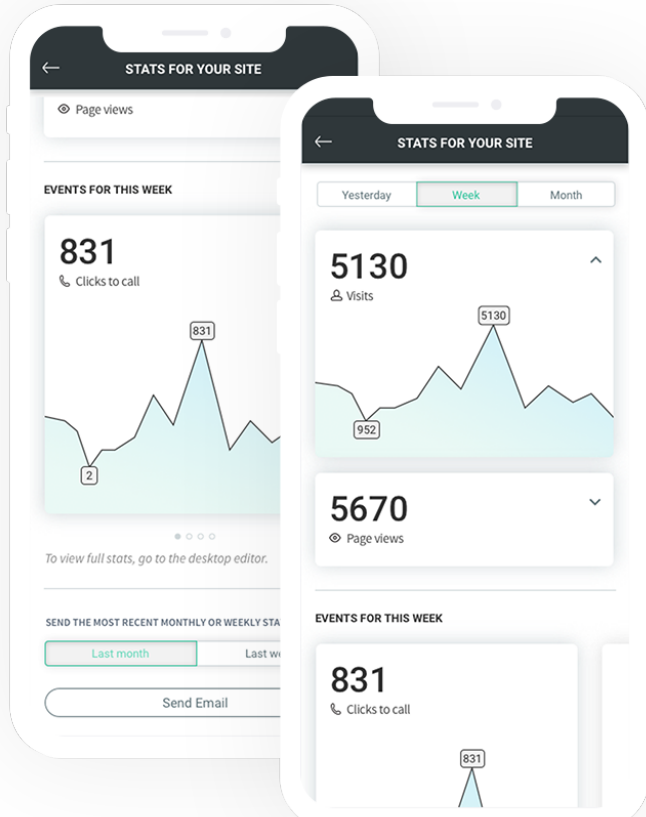 STATS FOR YOUR SITE
Page views
EVENTS FOR THIS WEEK
831
Clicks to call
831
2
To view full stats, go to the desktop editor.
SEND THE MOST RECENT MONTHLY OR WEEKLY
Last month
Last
Send Email
STATS FOR YOUR SITE
Yesterday
Week
Month
5130
Visits
5130
952
5670
Page views
EVENTS FOR THIS WEEK
831
Clicks to call
831